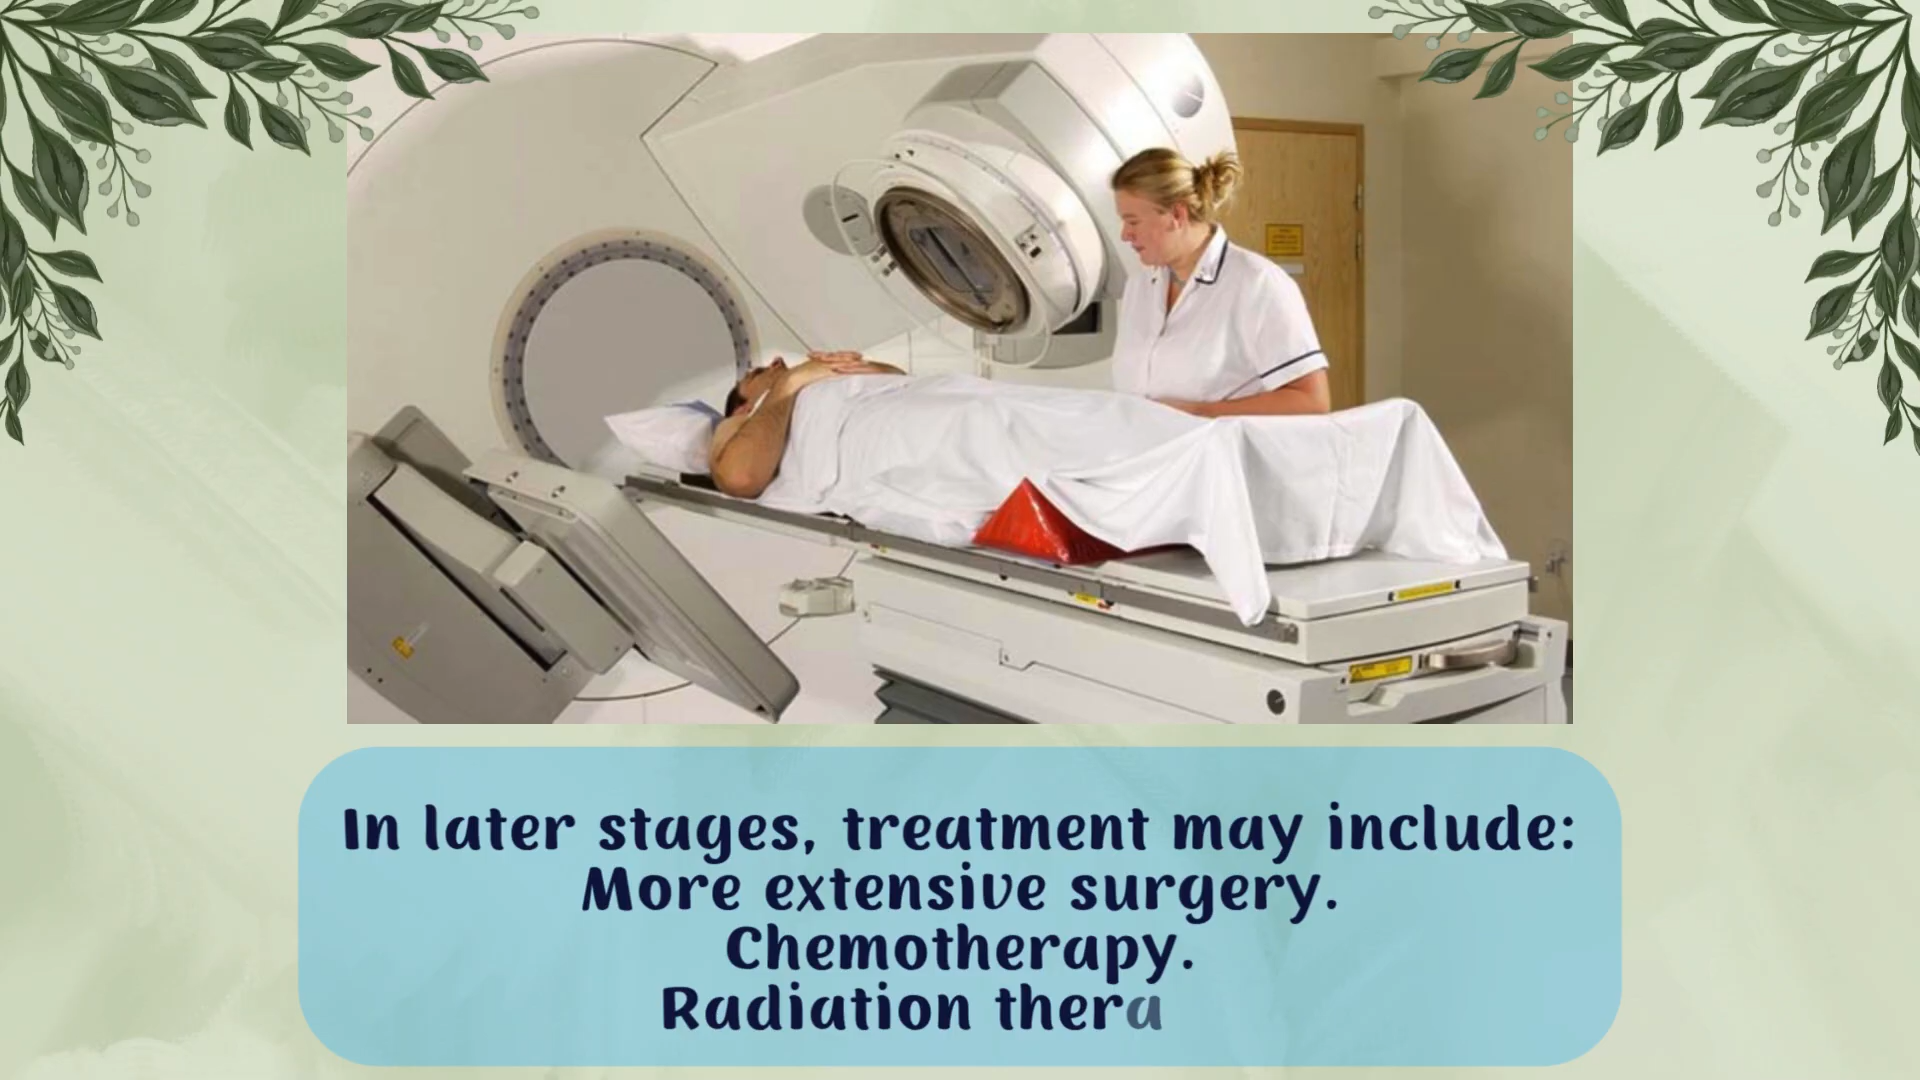 In later stages, treatment may include:
More extensive surgery.
Chemotherapy.
Radiation thera